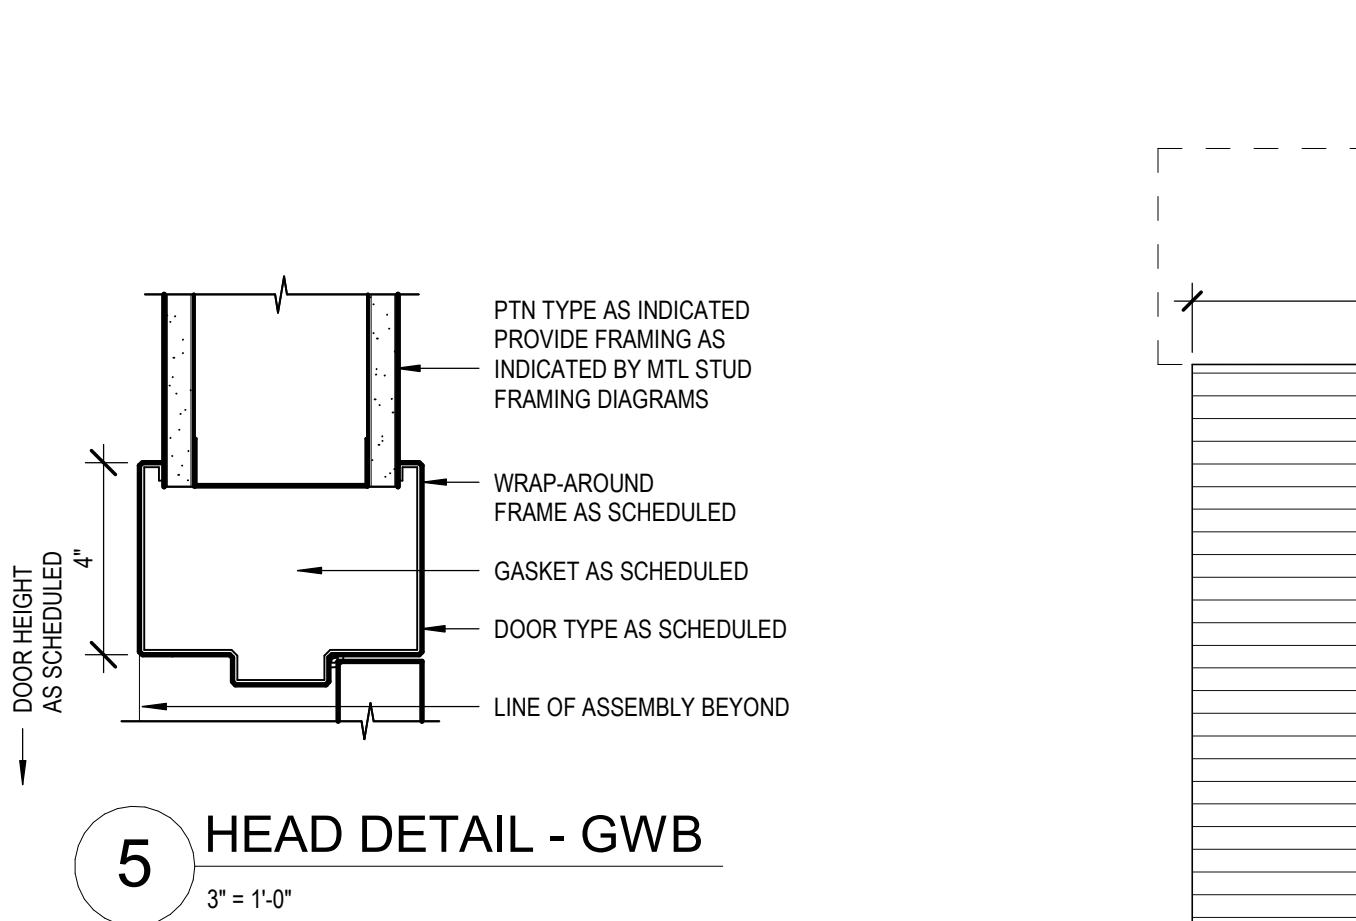 PTN TYPE AS INDICATED
PROVIDE FRAMING AS
INDICATED BY MTL STUD
FRAMING DIAGRAMS
WRAP-AROUND
FRAME AS SCHEDULED
GASKET AS SCHEDULED
DOOR TYPE AS SCHEDULED
LINE OF ASSEMBLY BEYOND
4"
DOOR HEIGHT
AS SCHEDULED
5
HEAD DETAIL - GWB
3" = 1'-0"